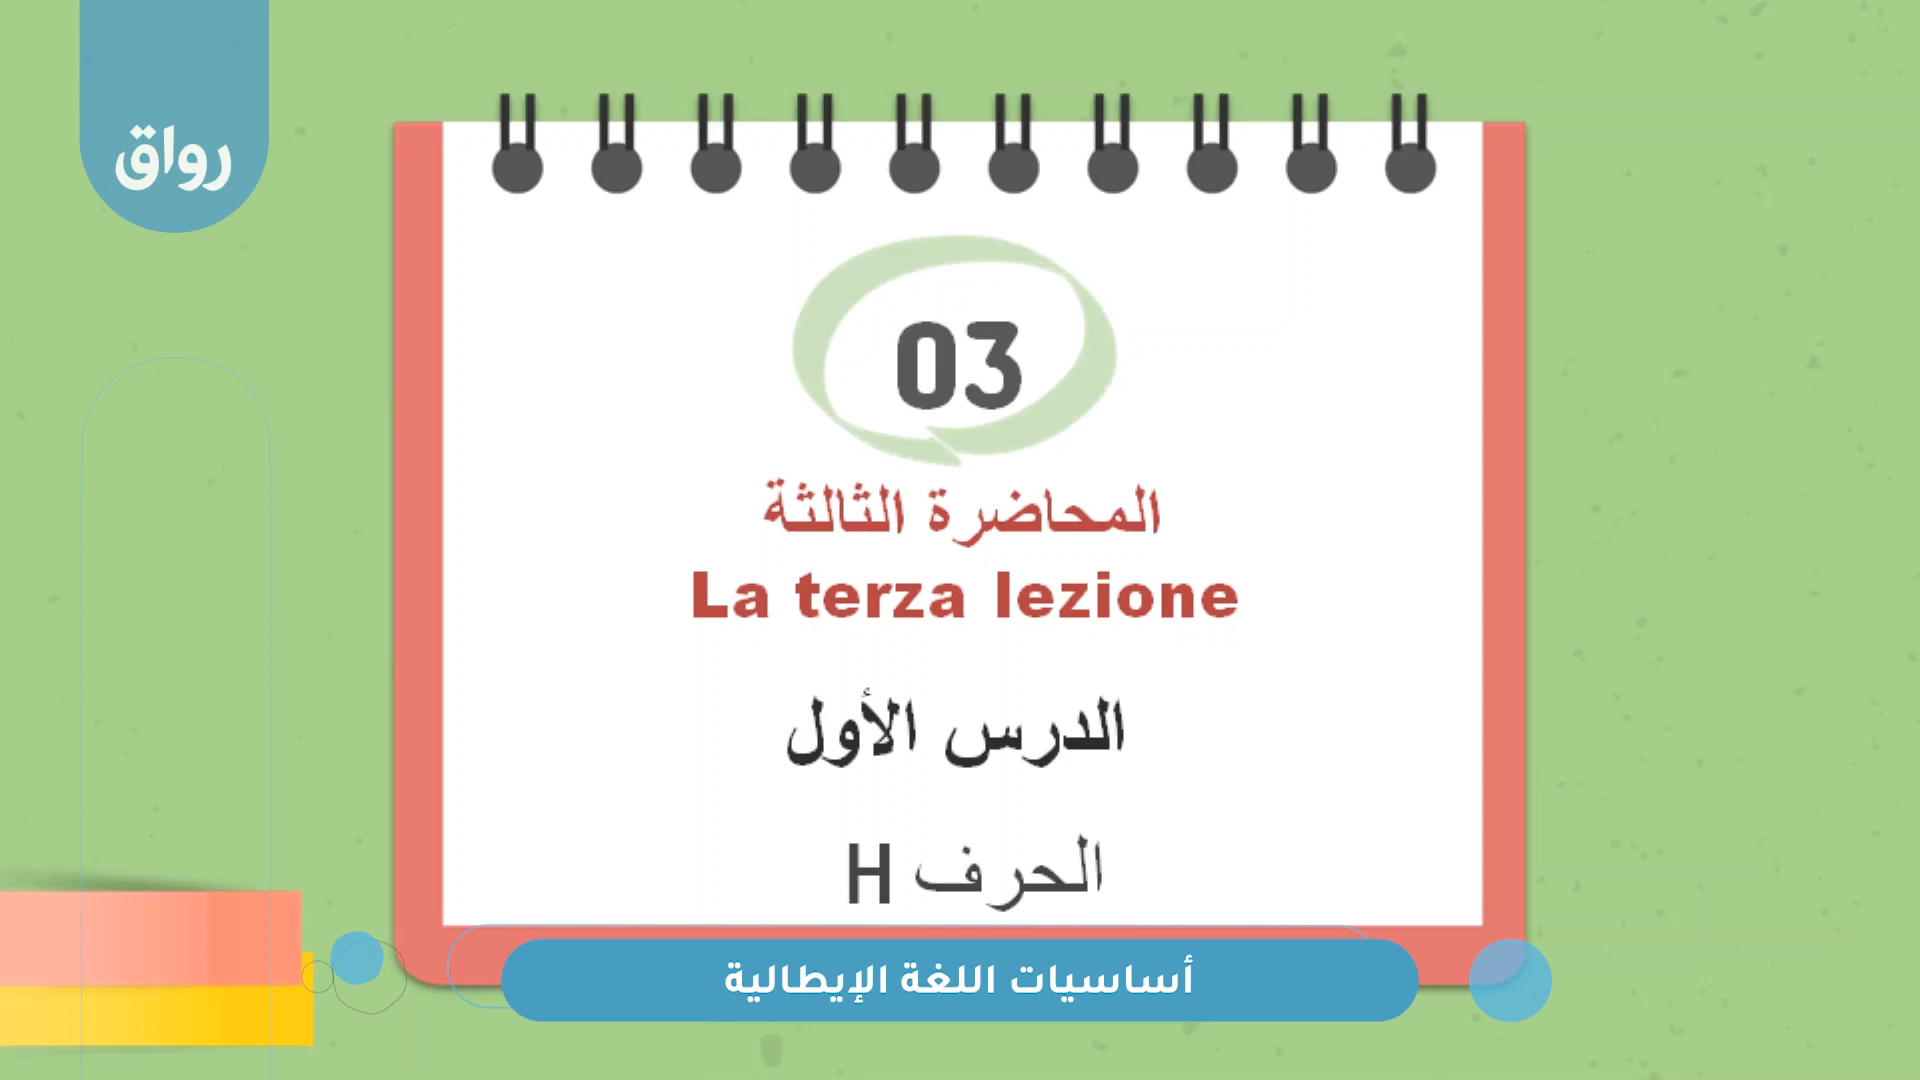 رواق
03
المحاضرة الثالثة
La terza lezione
الدرس الأول
الحرف H
أساسيات اللغة الإيطالية